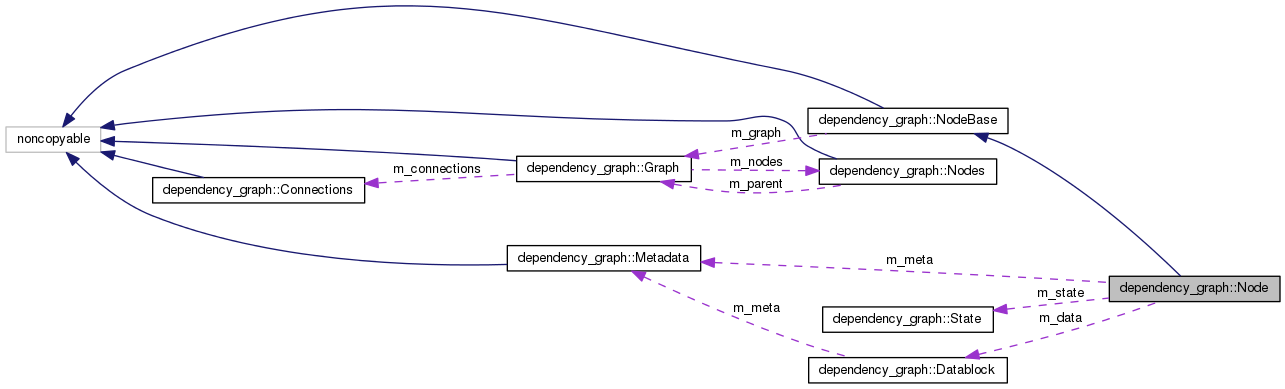 dependency_graph::NodeBase
noncopyable
m_graph
m_nodes
dependency_graph::Graph
m_connections
dependency_graph::Nodes
m_parent
dependency_graph::Connections
dependency_graph::Metadata
m_meta
dependency_graph::Node
m_state
m_meta
dependency_graph::State
m_data
dependency_graph::Datablock